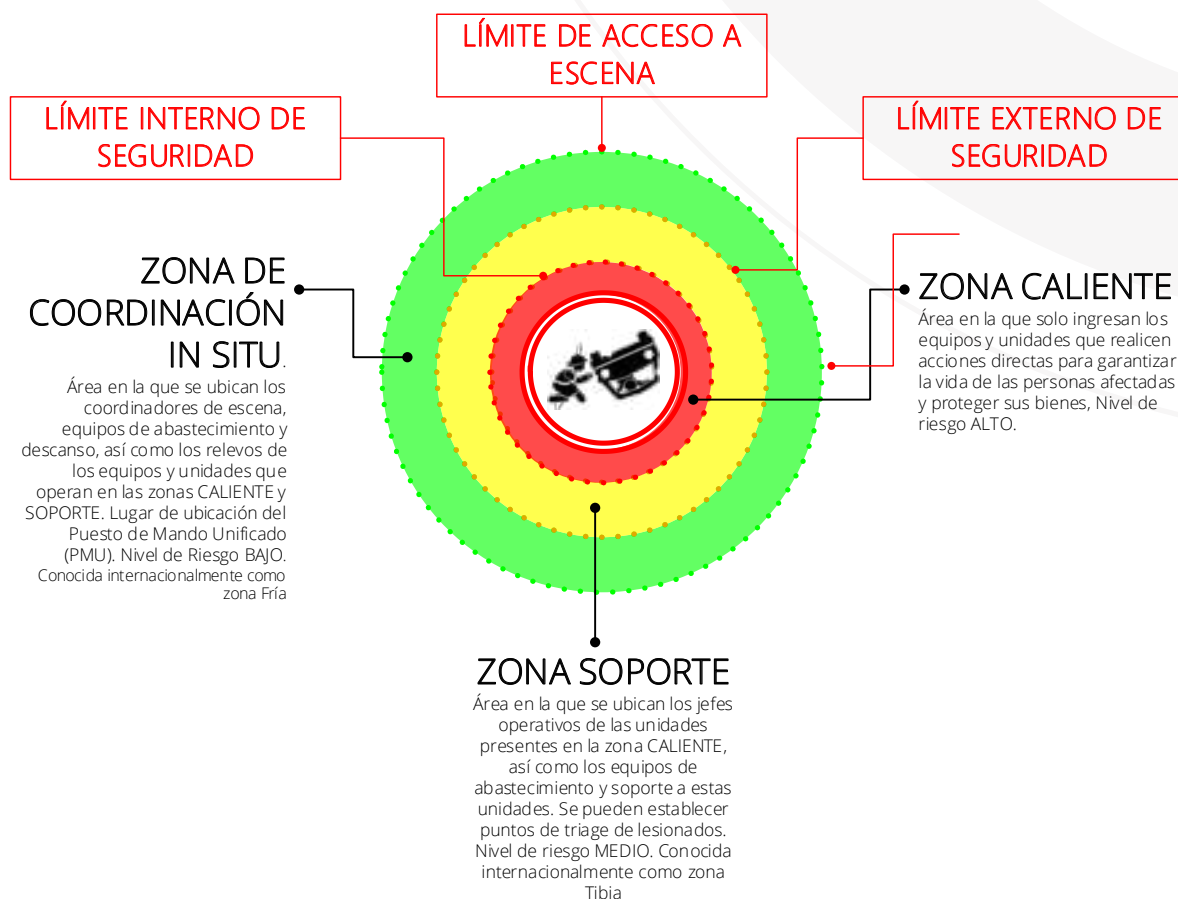 LÍMITE DE ACCESO A
ESCENA
LÍMITE INTERNO DE
SEGURIDAD
LÍMITE EXTERNO DE
SEGURIDAD
ZONA DE
COORDINACIÓN
IN SITU.
Área en la que se ubican los
coordinadores de escena,
equipos de abastecimiento y
descanso, así como los relevos de
los equipos y unidades que
operan en las zonas CALIENTE y
SOPORTE. Lugar de ubicación del
Puesto de Mando Unificado
(PMU). Nivel de Riesgo BAJO.
Conocida internacionalmente como
zona Fría
ZONA CALIENTE
Área en la que solo ingresan los
equipos y unidades que realicen
acciones directas para garantizar
la vida de las personas afectadas
y proteger sus bienes, Nivel de
riesgo ALTO.
ZONA SOPORTE
Área en la que se ubican los jefes
operativos de las unidades
presentes en la zona CALIENTE,
así como los equipos de
abastecimiento y soporte a estas
unidades. Se pueden establecer
puntos de triage de lesionados.
Nivel de riesgo MEDIO. Conocida
internacionalmente como zona
Tibia